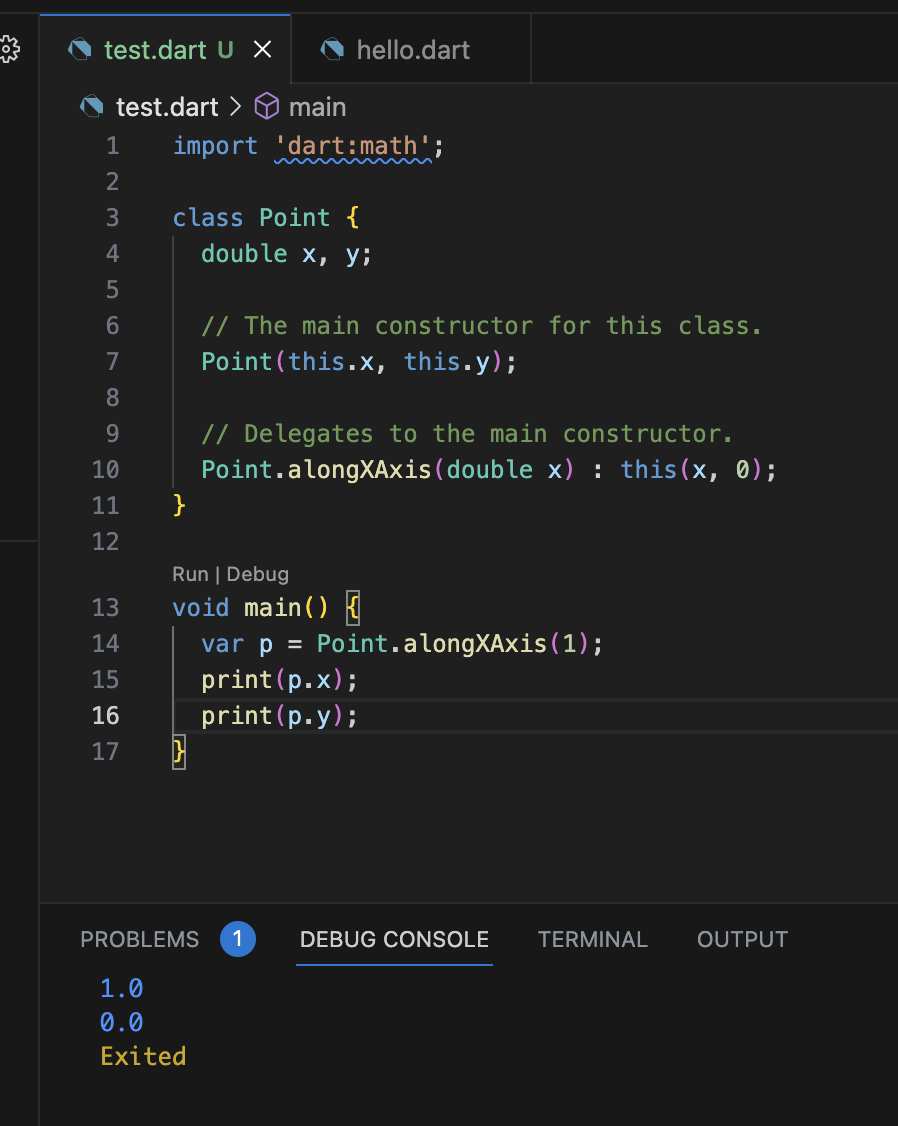 test.dart U hello.dart
test.dart > main
1 import 'dart:math';
2
3 class Point {
4 double x, y;
5
6 // The main constructor for this class.
7 Point(this.x, this.y);
8
9 // Delegates to the main constructor.
10 Point.alongXAxis(double x) : this(x, 0);
11 }
12
Run | Debug
13 void main() {
14 var p = Point.alongXAxis(1);
15 print(p.x);
16 print(p.y);
17 }
PROBLEMS 1 DEBUG CONSOLE TERMINAL OUTPUT
1.0
0.0
Exited